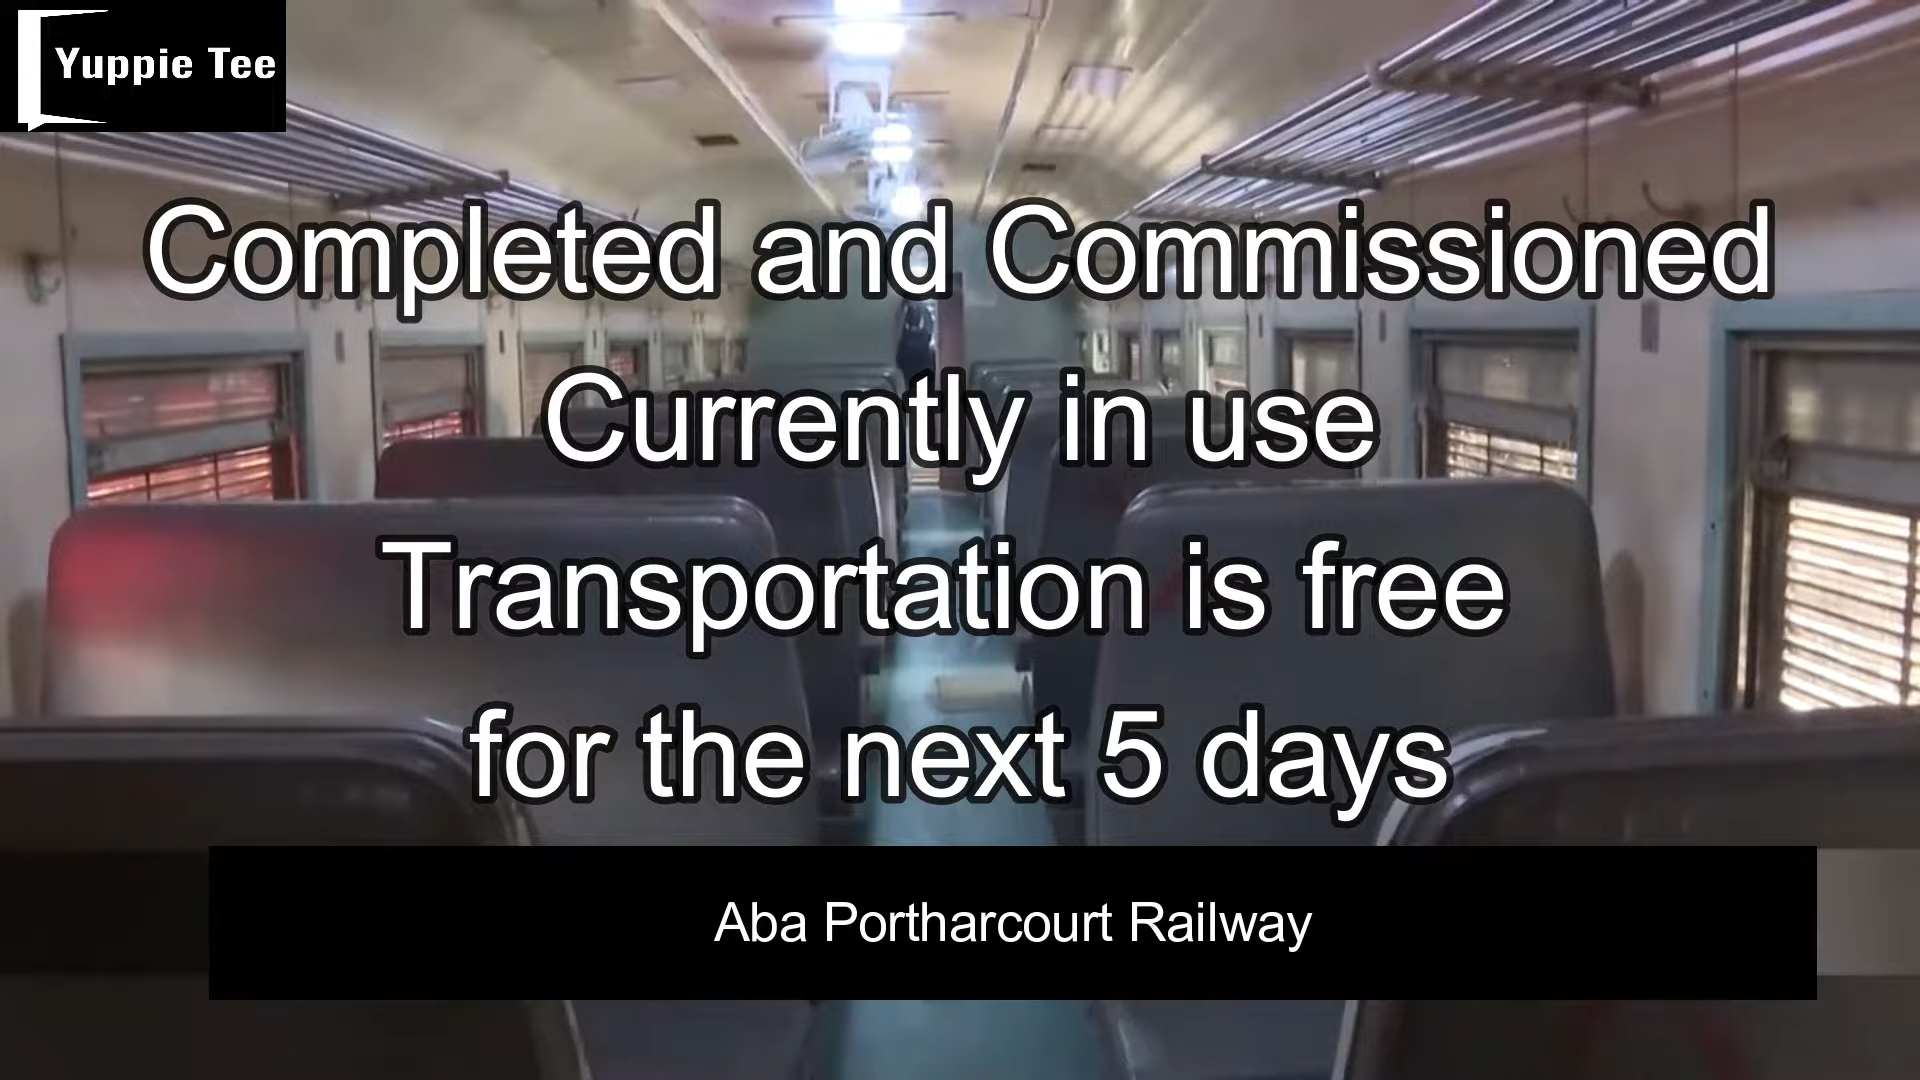 Yuppie Tee
Completed and Commissioned
Currently in use
Transportation is free
for the next 5 days
Aba Portharcourt Railway